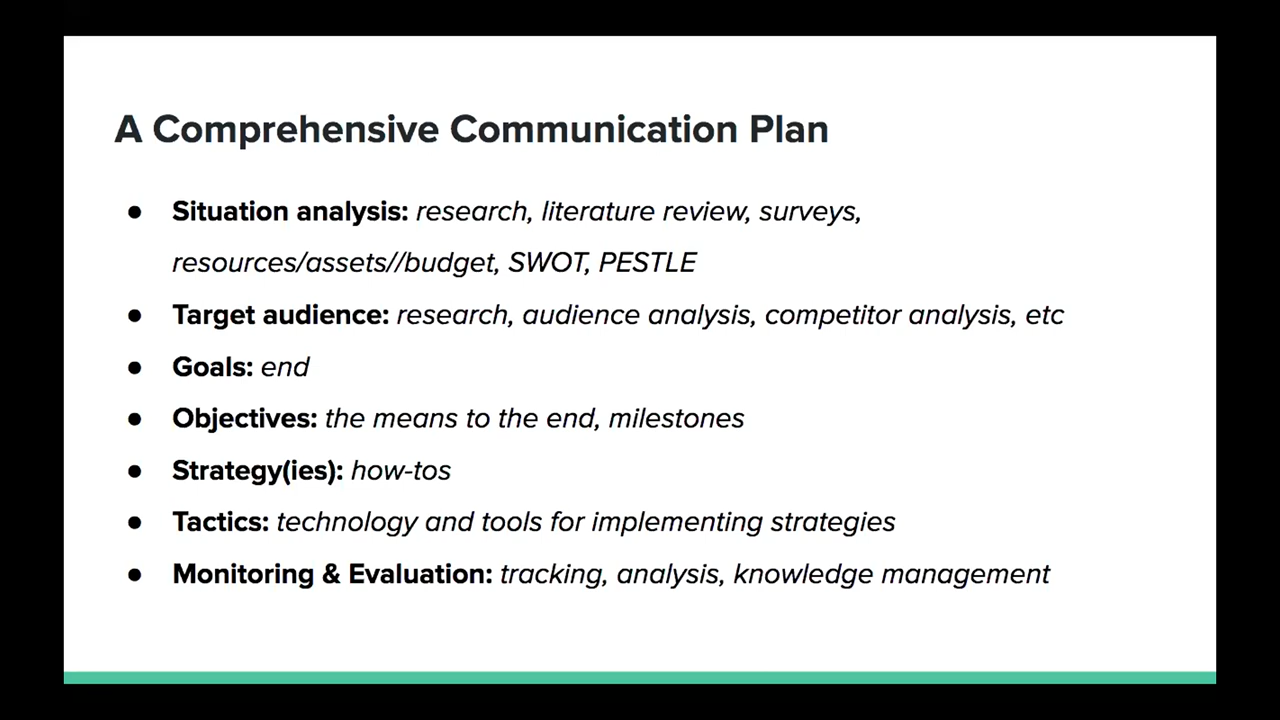 A Comprehensive Communication Plan
● Situation analysis: research, literature review, surveys,
resources/assets//budget, SWOT, PESTLE
● Target audience: research, audience analysis, competitor analysis, etc
● Goals: end
● Objectives: the means to the end, milestones
● Strategy(ies): how-tos
● Tactics: technology and tools for implementing strategies
● Monitoring & Evaluation: tracking, analysis, knowledge management